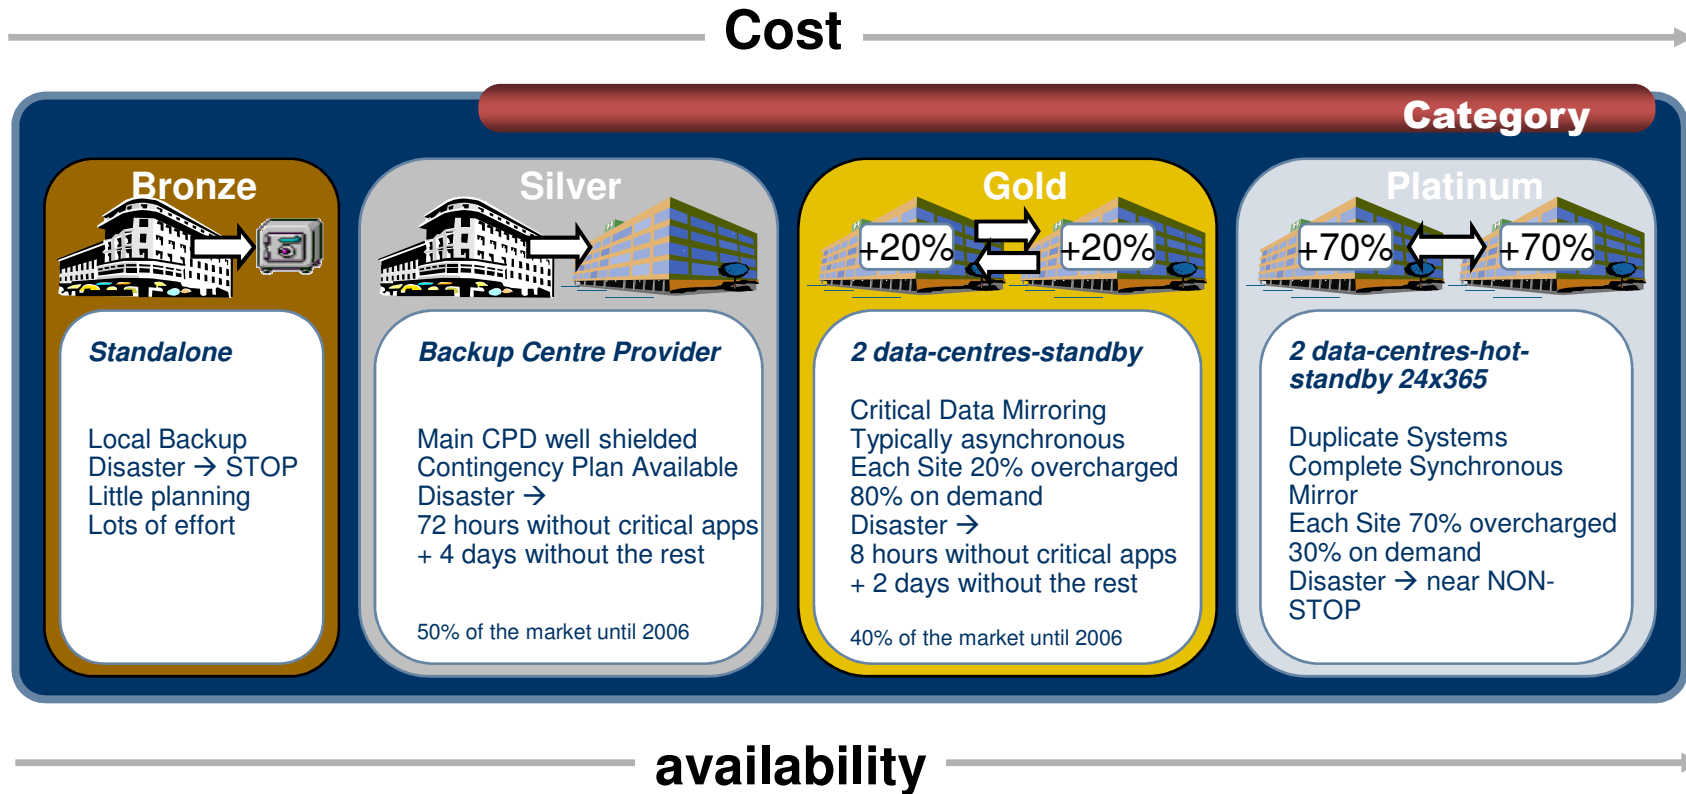 Cost
Category
Bronze
Standalone
Local Backup
Disaster → STOP
Little planning
Lots of effort
Silver
Backup Centre Provider
Main CPD well shielded
Contingency Plan Available
Disaster →
72 hours without critical apps
+ 4 days without the rest
50% of the market until 2006
Gold
+20%
+20%
2 data-centres-standby
Critical Data Mirroring
Typically asynchronous
Each Site 20% overcharged
80% on demand
Disaster →
8 hours without critical apps
+ 2 days without the rest
40% of the market until 2006
Platinum
+70%
+70%
2 data-centres-hot-
standby 24x365
Duplicate Systems
Complete Synchronous
Mirror
Each Site 70% overcharged
30% on demand
Disaster → near NON-
STOP
availability